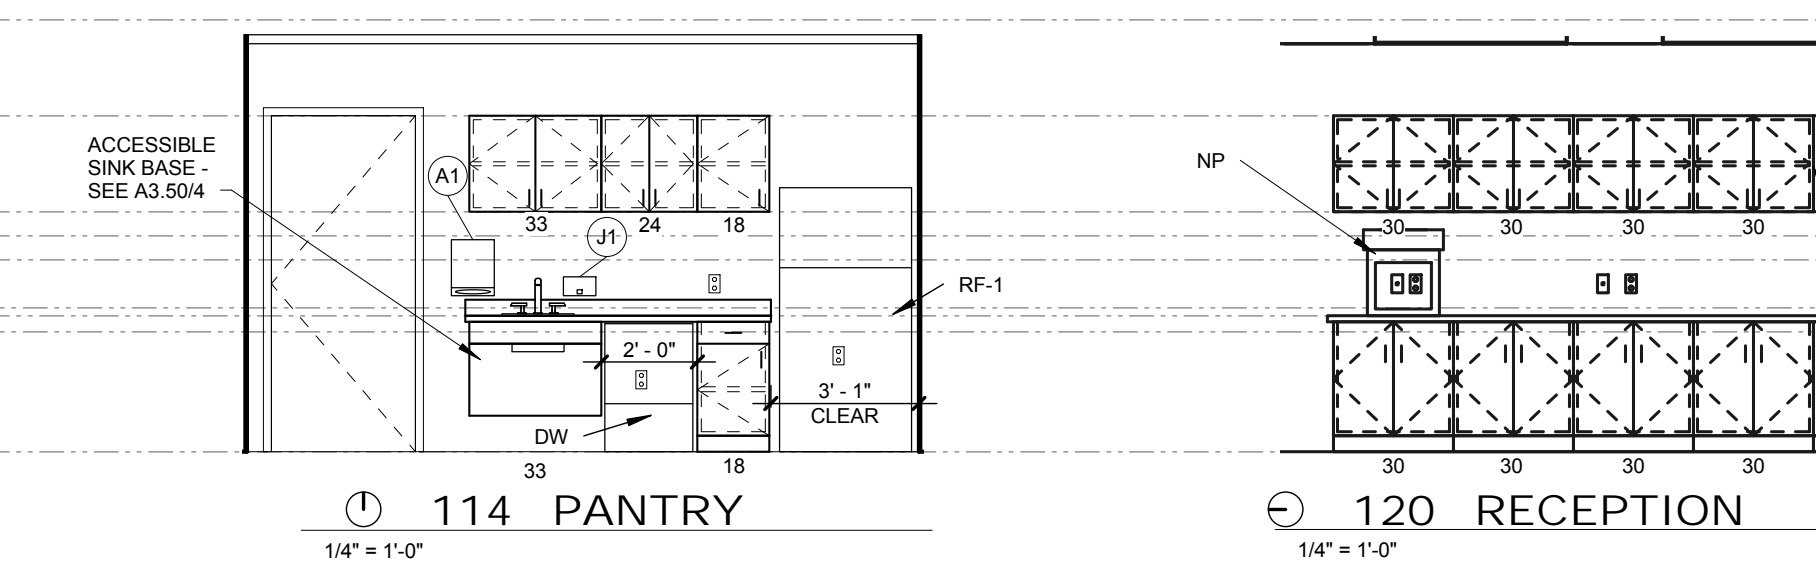 ACCESSIBLE
SINK BASE -
SEE A3.50/4
A1
33
24
18
J1
RF-1
2' - 0"
3' - 1"
CLEAR
DW
33
18
114 PANTRY
1/4" = 1'-0"
NP
30
30
30
30
30
30
30
30
120 RECEPTION
1/4" = 1'-0"